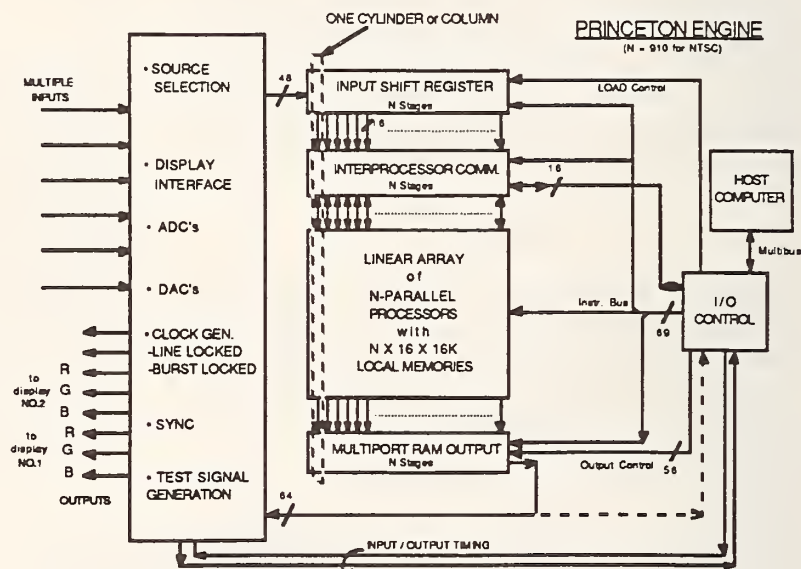 ONE CYLINDER or COLUMN
PRINCETON ENGINE
(N = 910 for NTSC)
MULTIPLE
INPUTS
• SOURCE
SELECTION
• DISPLAY
INTERFACE
• ADC's
• DAC's
• CLOCK GEN.
-LINE LOCKED
-BURST LOCKED
• SYNC
• TEST SIGNAL
GENERATION
48
INPUT SHIFT REGISTER
N Stages
16
LOAD Control
INTERPROCESSOR COMM.
N Stages
16
HOST
COMPUTER
Multibus
LINEAR ARRAY
of
N-PARALLEL
PROCESSORS
with
N X 16 X 16K
LOCAL MEMORIES
Instr. Bus
69
I/O
CONTROL
MULTIPORT RAM OUTPUT
N Stages
Output Control
56
64
to
display
NO.2
R
G
B
to
display
NO.1
R
G
B
OUTPUTS
INPUT / OUTPUT TIMING